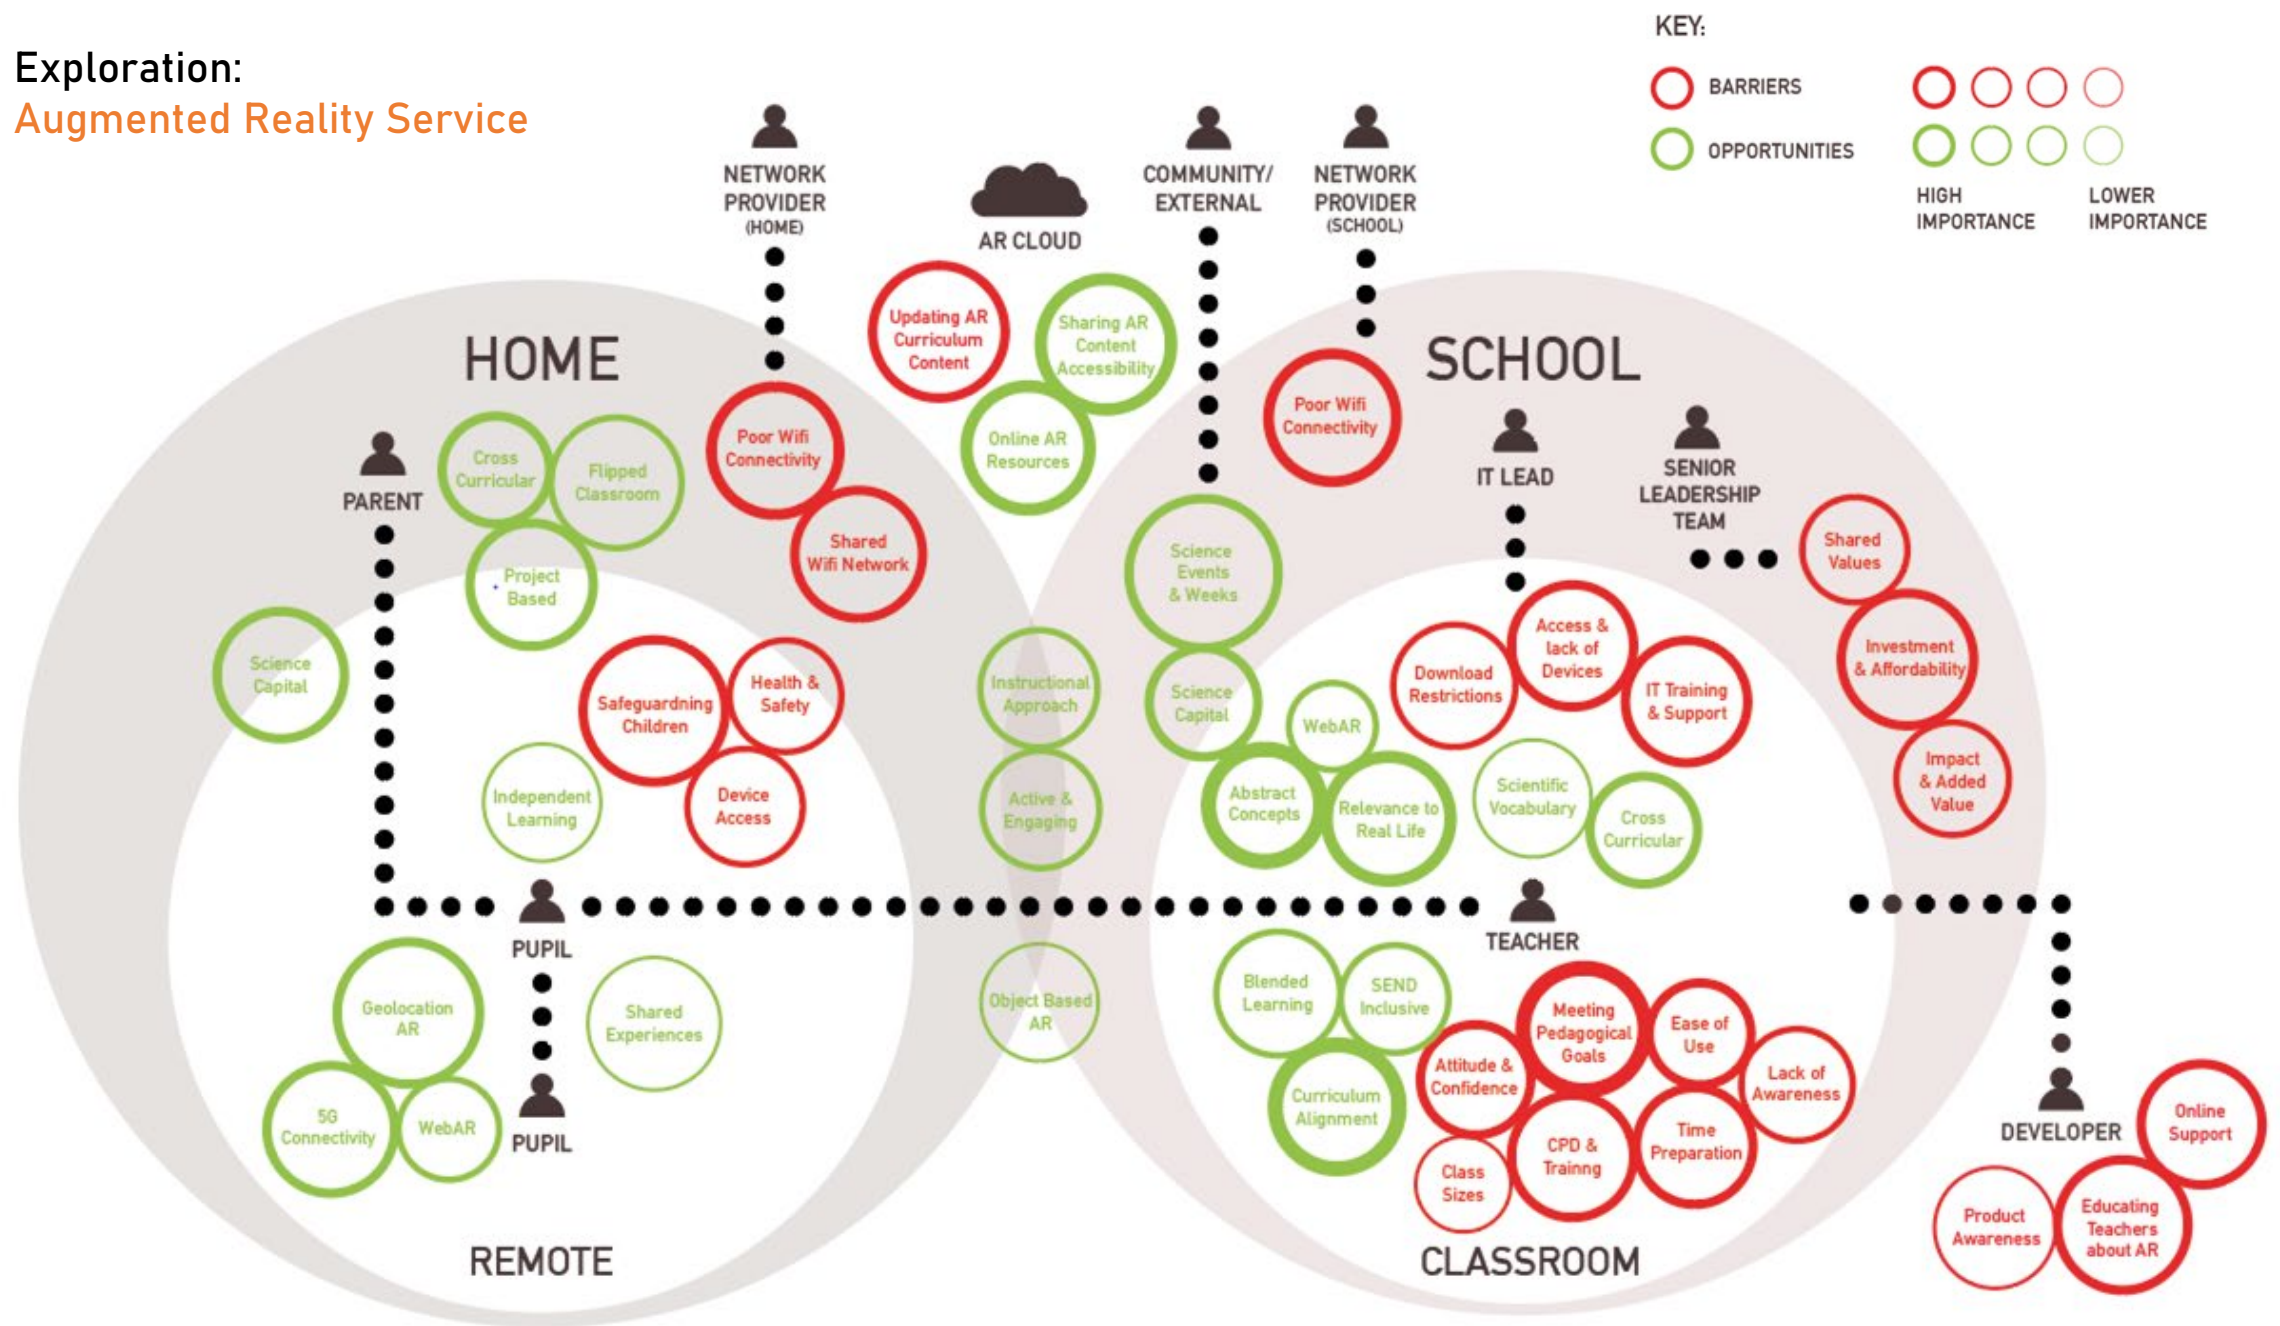 Exploration:
Augmented Reality Service
KEY:
BARRIERS
OPPORTUNITIES
HIGH
IMPORTANCE
LOWER
IMPORTANCE
NETWORK
PROVIDER
(HOME)
AR CLOUD
COMMUNITY/
EXTERNAL
NETWORK
PROVIDER
(SCHOOL)
Updating AR
Curriculum
Content
Sharing AR
Content
Accessibility
Online AR
Resources
HOME
PARENT
Cross
Curricular
Flipped
Classroom
Project
Based
Poor Wifi
Connectivity
Shared
Wifi Network
Science
Capital
Safeguardning
Children
Health &
Safety
Device
Access
Independent
Learning
PUPIL
Geolocation
AR
5G
Connectivity
WebAR
Shared
Experiences
PUPIL
REMOTE
Instructional
Approach
Active &
Engaging
Object Based
AR
SCHOOL
Poor Wifi
Connectivity
IT LEAD
SENIOR
LEADERSHIP
TEAM
Shared
Values
Investment
& Affordability
Impact
& Added
Value
Science
Events
& Weeks
Science
Capital
WebAR
Abstract
Concepts
Relevance to
Real Life
Download
Restrictions
Access &
lack of
Devices
IT Training
& Support
Scientific
Vocabulary
Cross
Curricular
TEACHER
Blended
Learning
SEND
Inclusive
Curriculum
Alignment
Attitude &
Confidence
Meeting
Pedagogical
Goals
Ease of
Use
Lack of
Awareness
Class
Sizes
CPD &
Trainng
Time
Preparation
CLASSROOM
DEVELOPER
Online
Support
Product
Awareness
Educating
Teachers
about AR